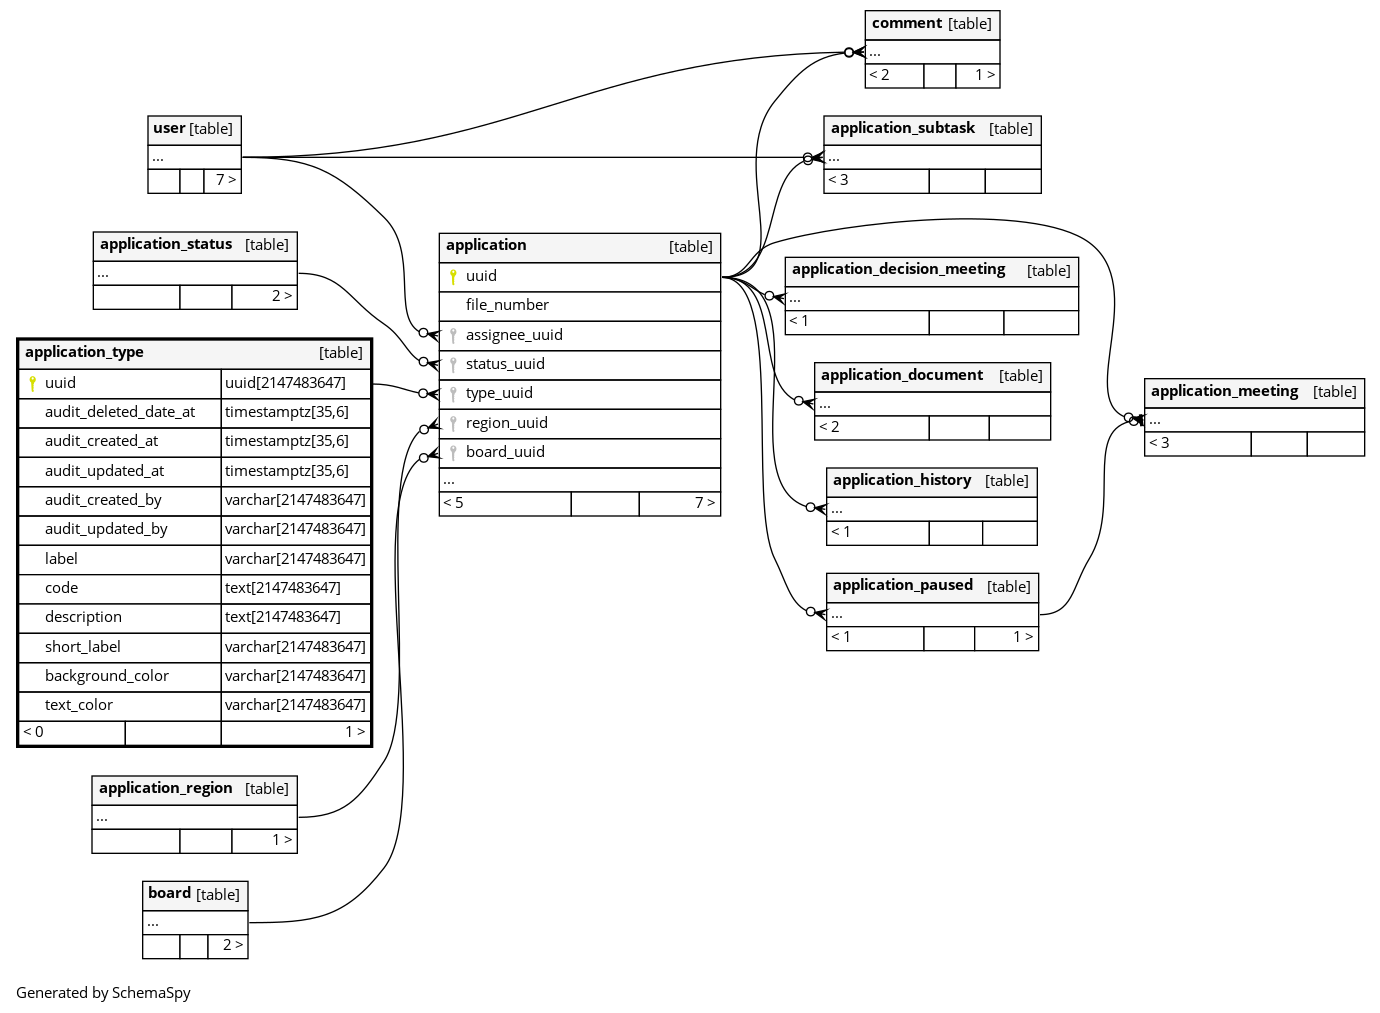 comment [table]
...
< 2 1 >
user [table]
...
7 >
application_subtask [table]
...
< 3
application_status [table]
...
2 >
application [table]
uuid
file_number
assignee_uuid
status_uuid
type_uuid
region_uuid
board_uuid
...
< 5 7 >
application_decision_meeting [table]
...
< 1
application_type [table]
uuid uuid[2147483647]
audit_deleted_date_at timestamptz[35,6]
audit_created_at timestamptz[35,6]
audit_updated_at timestamptz[35,6]
audit_created_by varchar[2147483647]
audit_updated_by varchar[2147483647]
label varchar[2147483647]
code text[2147483647]
description text[2147483647]
short_label varchar[2147483647]
background_color varchar[2147483647]
text_color varchar[2147483647]
< 0 1 >
application_document [table]
...
< 2
application_meeting [table]
...
< 3
application_history [table]
...
< 1
application_paused [table]
...
< 1 1 >
application_region [table]
...
1 >
board [table]
...
2 >
Generated by SchemaSpy